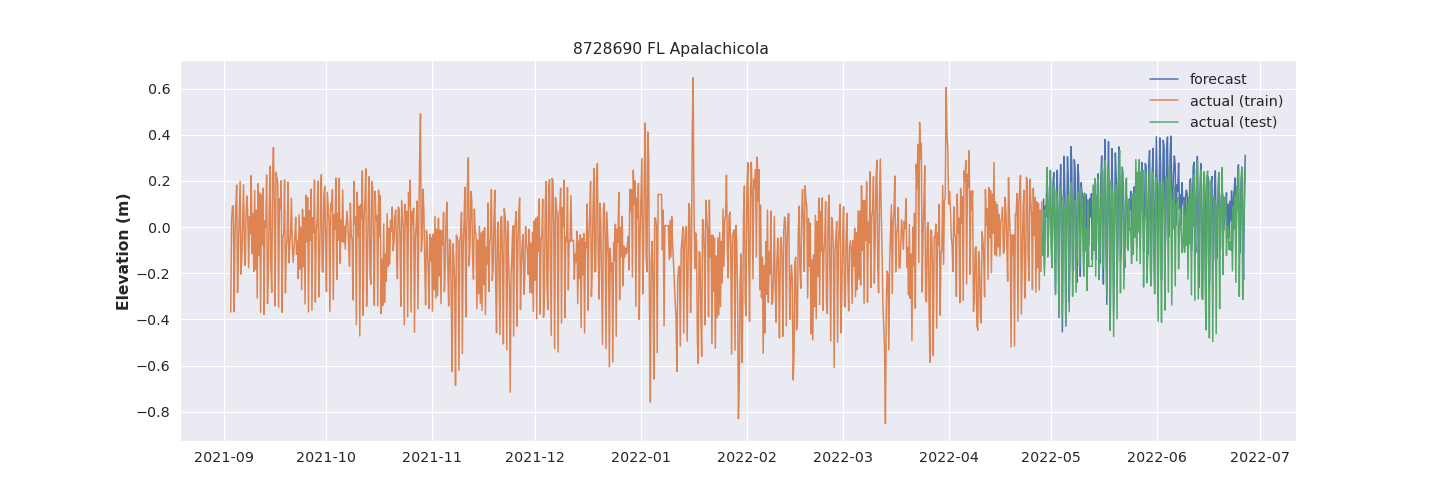 8728690 FL Apalachicola
Elevation (m)
0.6
0.4
0.2
0.0
−0.2
−0.4
−0.6
−0.8
forecast
actual (train)
actual (test)
2021-09 2021-10 2021-11 2021-12 2022-01 2022-02 2022-03 2022-04 2022-05 2022-06 2022-07